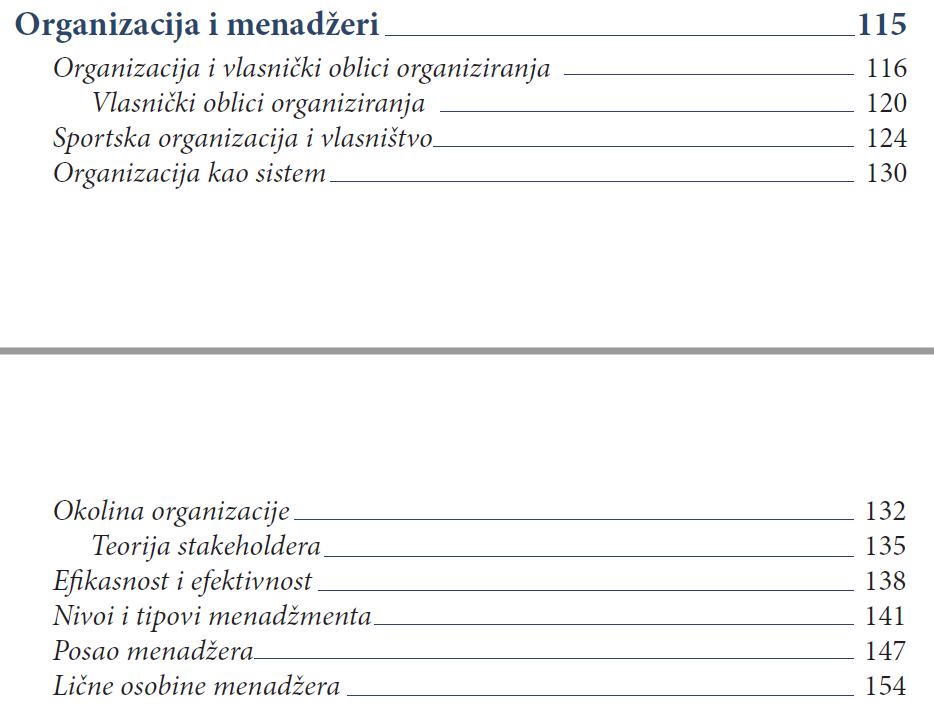 Organizacija i menadžeri 115
Organizacija i vlasnički oblici organiziranja 116
Vlasnički oblici organiziranja 120
Sportska organizacija i vlasništvo 124
Organizacija kao sistem 130
Okolina organizacije 132
Teorija stakeholdera 135
Efikasnost i efektivnost 138
Nivoi i tipovi menadžmenta 141
Posao menadžera 147
Lične osobine menadžera 154